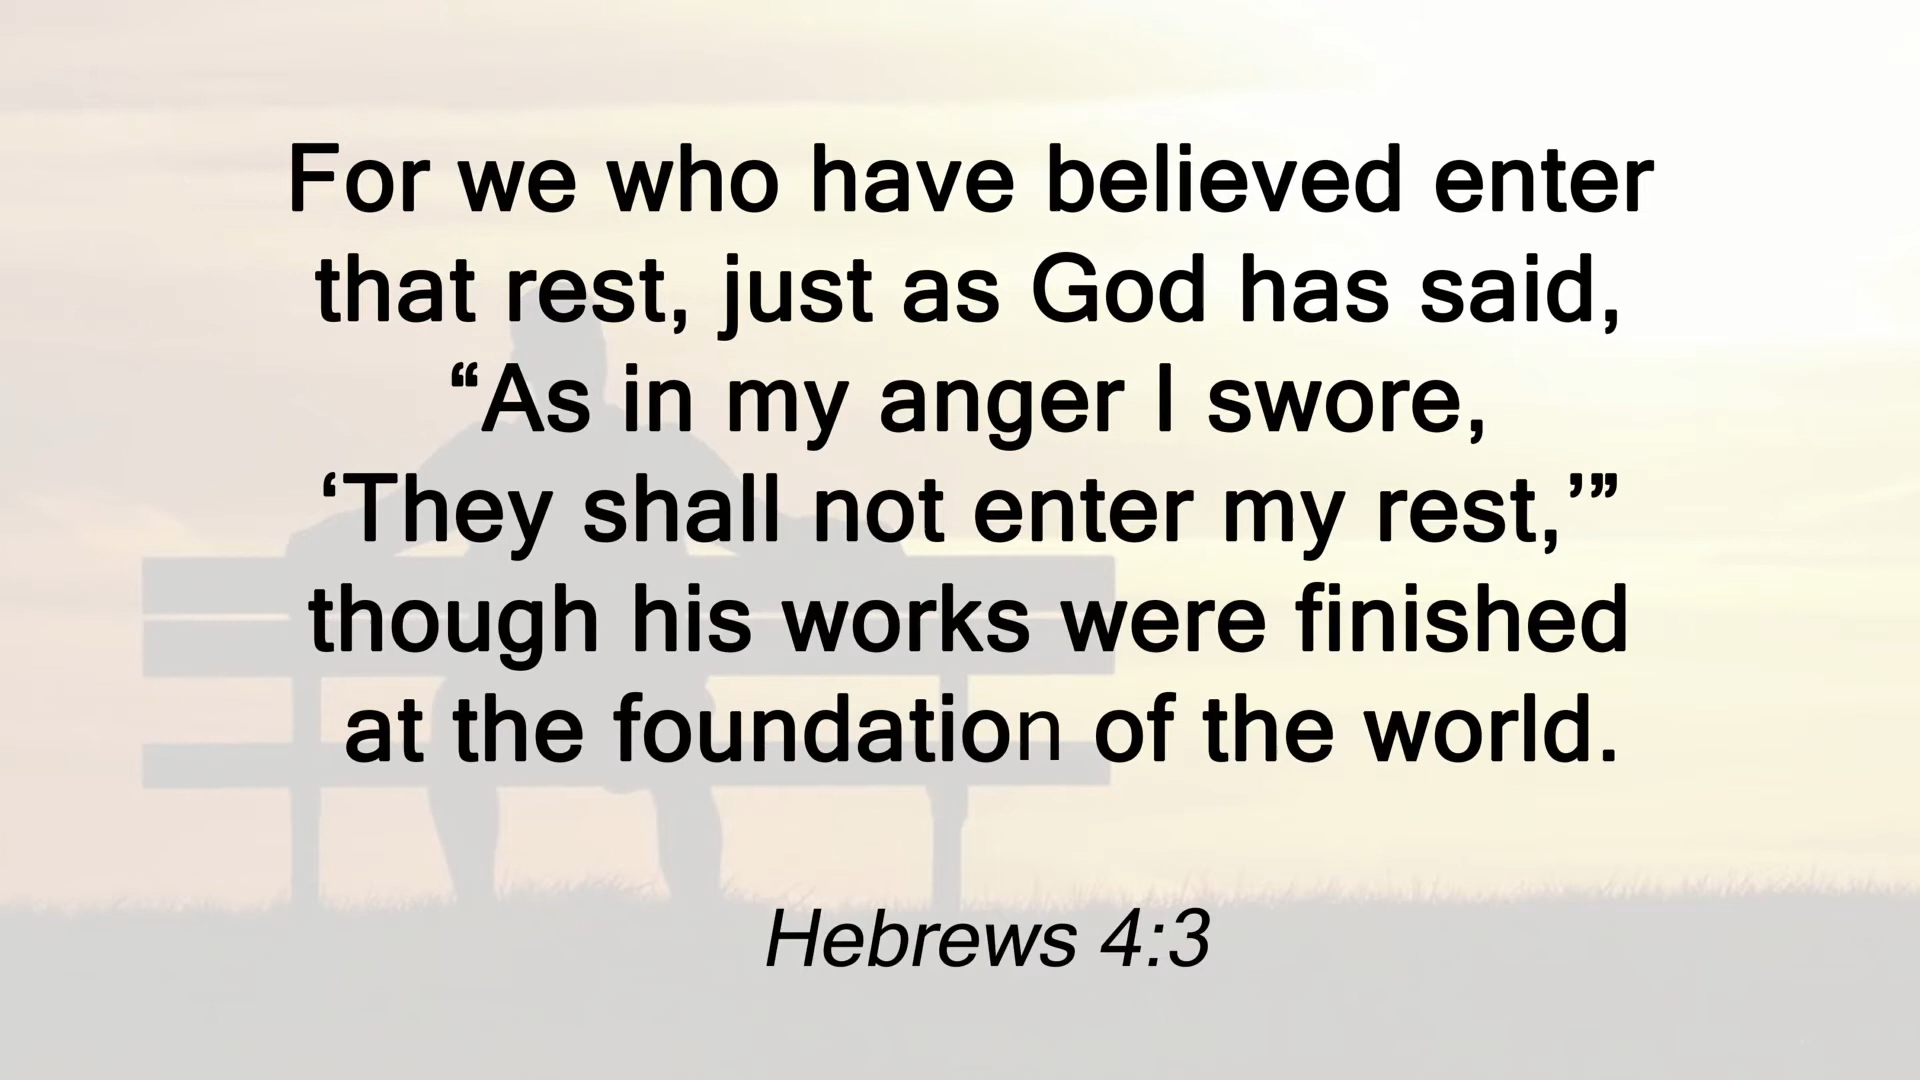 For we who have believed enter
that rest, just as God has said,
“As in my anger I swore,
‘They shall not enter my rest,’”
though his works were finished
at the foundation of the world.
Hebrews 4:3